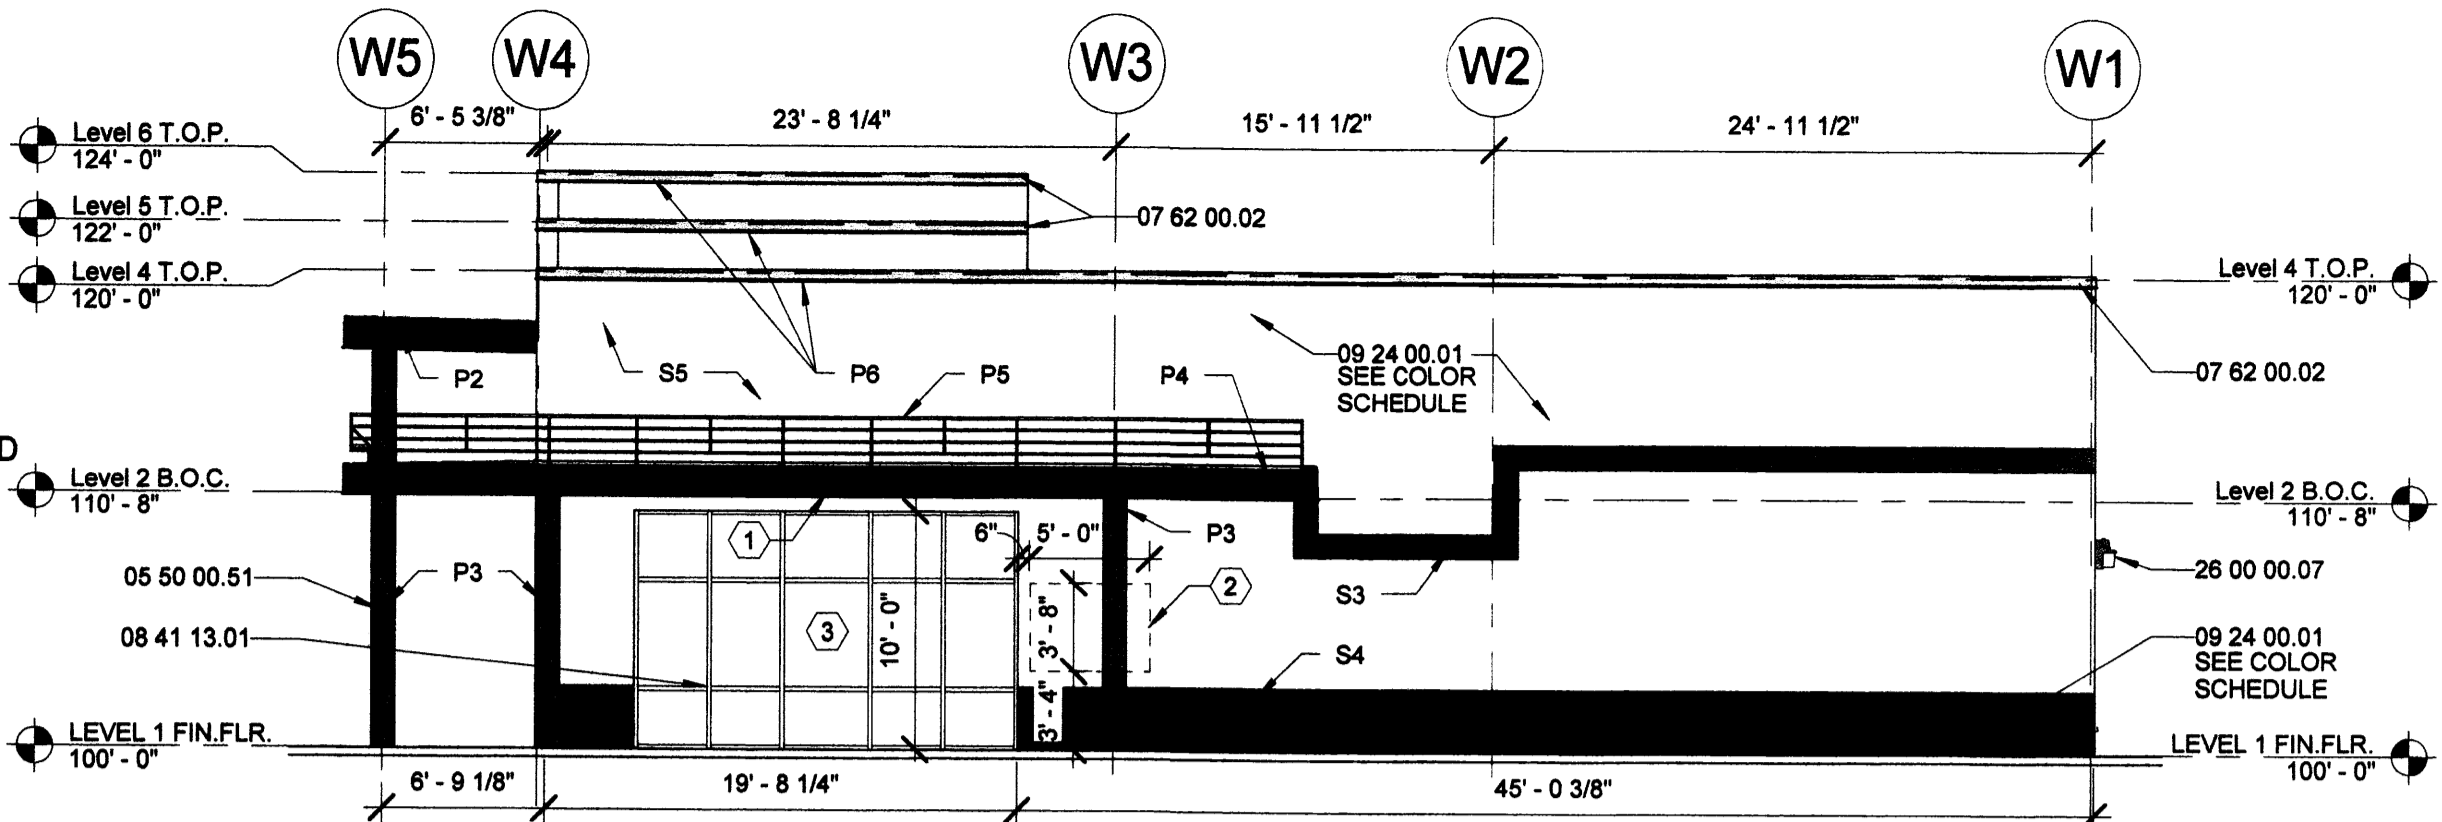 W5
W4
W3
W2
W1
6' - 5 3/8"
23' - 8 1/4"
15' - 11 1/2"
24' - 11 1/2"
Level 6 T.O.P.
124' - 0"
Level 5 T.O.P.
122' - 0"
07 62 00.02
Level 4 T.O.P.
120' - 0"
Level 4 T.O.P.
120' - 0"
09 24 00.01
SEE COLOR
SCHEDULE
P2
S5
P6
P5
P4
07 62 00.02
D
Level 2 B.O.C.
110' - 8"
Level 2 B.O.C.
110' - 8"
1
6"
5' - 0"
P3
05 50 00.51
P3
26 00 00.07
2
S3
08 41 13.01
3
10' - 0"
3' - 8"
S4
09 24 00.01
SEE COLOR
SCHEDULE
3' - 4"
LEVEL 1 FIN.FLR.
100' - 0"
LEVEL 1 FIN.FLR.
100' - 0"
6' - 9 1/8"
19' - 8 1/4"
45' - 0 3/8"